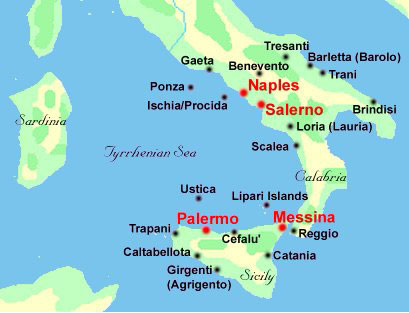 Tresanti
Gaeta
Benevento
Barletta (Barolo)
Trani
Ponza
Naples
Ischia/Procida
Salerno
Brindisi
Sardinia
Loria (Lauria)
Tyrrhenian Sea
Scalea
Calabria
Ustica
Lipari Islands
Palermo
Messina
Trapani
Cefalu'
Reggio
Caltabellota
Catania
Girgenti
(Agrigento)
Sicily